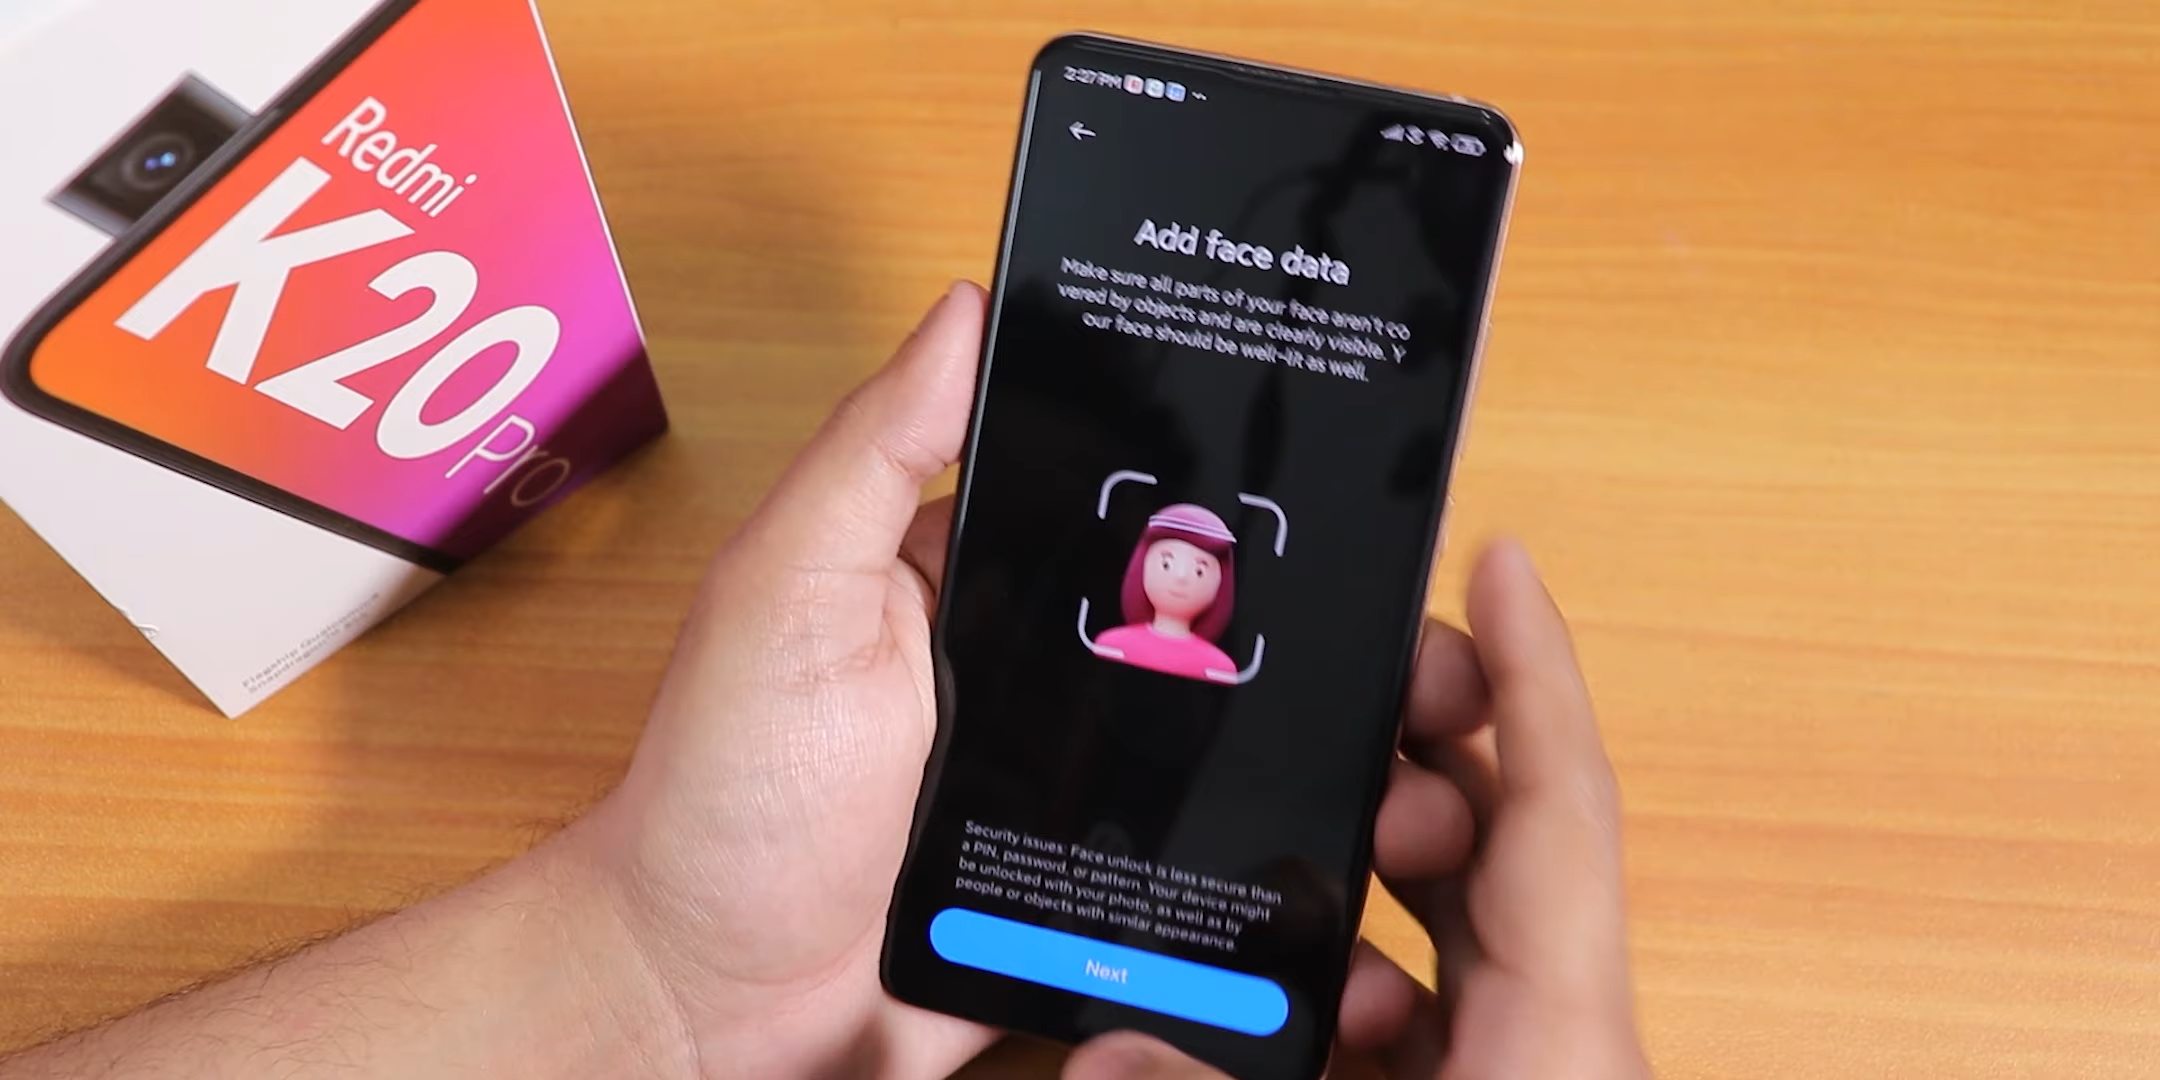 Redmi
K20 Pro
Flagship Qualcomm
2:27 PM
Add face data
Make sure all parts of your face aren't co
vered by objects and are clearly visible. Y
our face should be well-lit as well.
Security issues: Face unlock is less secure than
a PIN, password, or pattern. Your device might
be unlocked with your photo, as well as by
people or objects with similar appearance.
Next